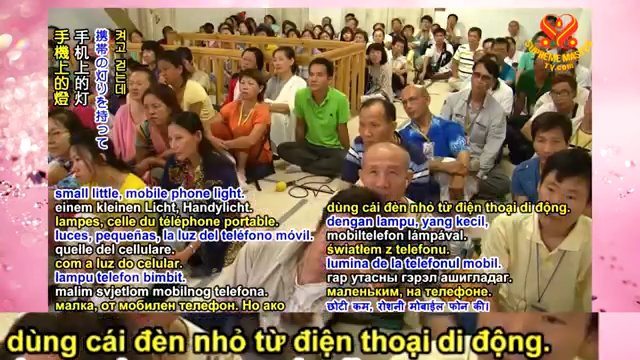 手機上的燈
手机上的灯
携帯の灯りを持って
켜고 걷는데
SUPREME MASTER
TV.com
small little, mobile phone light.
einem kleinen Licht, Handylicht.
lampes, celle du téléphone portable.
luces, pequeñas, la luz del teléfono móvil.
quelle del cellulare.
com a luz do celular.
lampu telefon bimbit.
malim svjetlom mobilnog telefona.
малка, от мобилен телефон. Но ако
dùng cái đèn nhỏ từ điện thoại di động.
dengan lampu, yang kecil,
mobiltelefon lámpával.
światłem z telefonu.
lumina de la telefonul mobil.
гар утасны гэрэл ашигладаг.
маленьким, на телефоне.
छोटी कम, रोशनी मोबाईल फोन की।
dùng cái đèn nhỏ từ điện thoại di động.